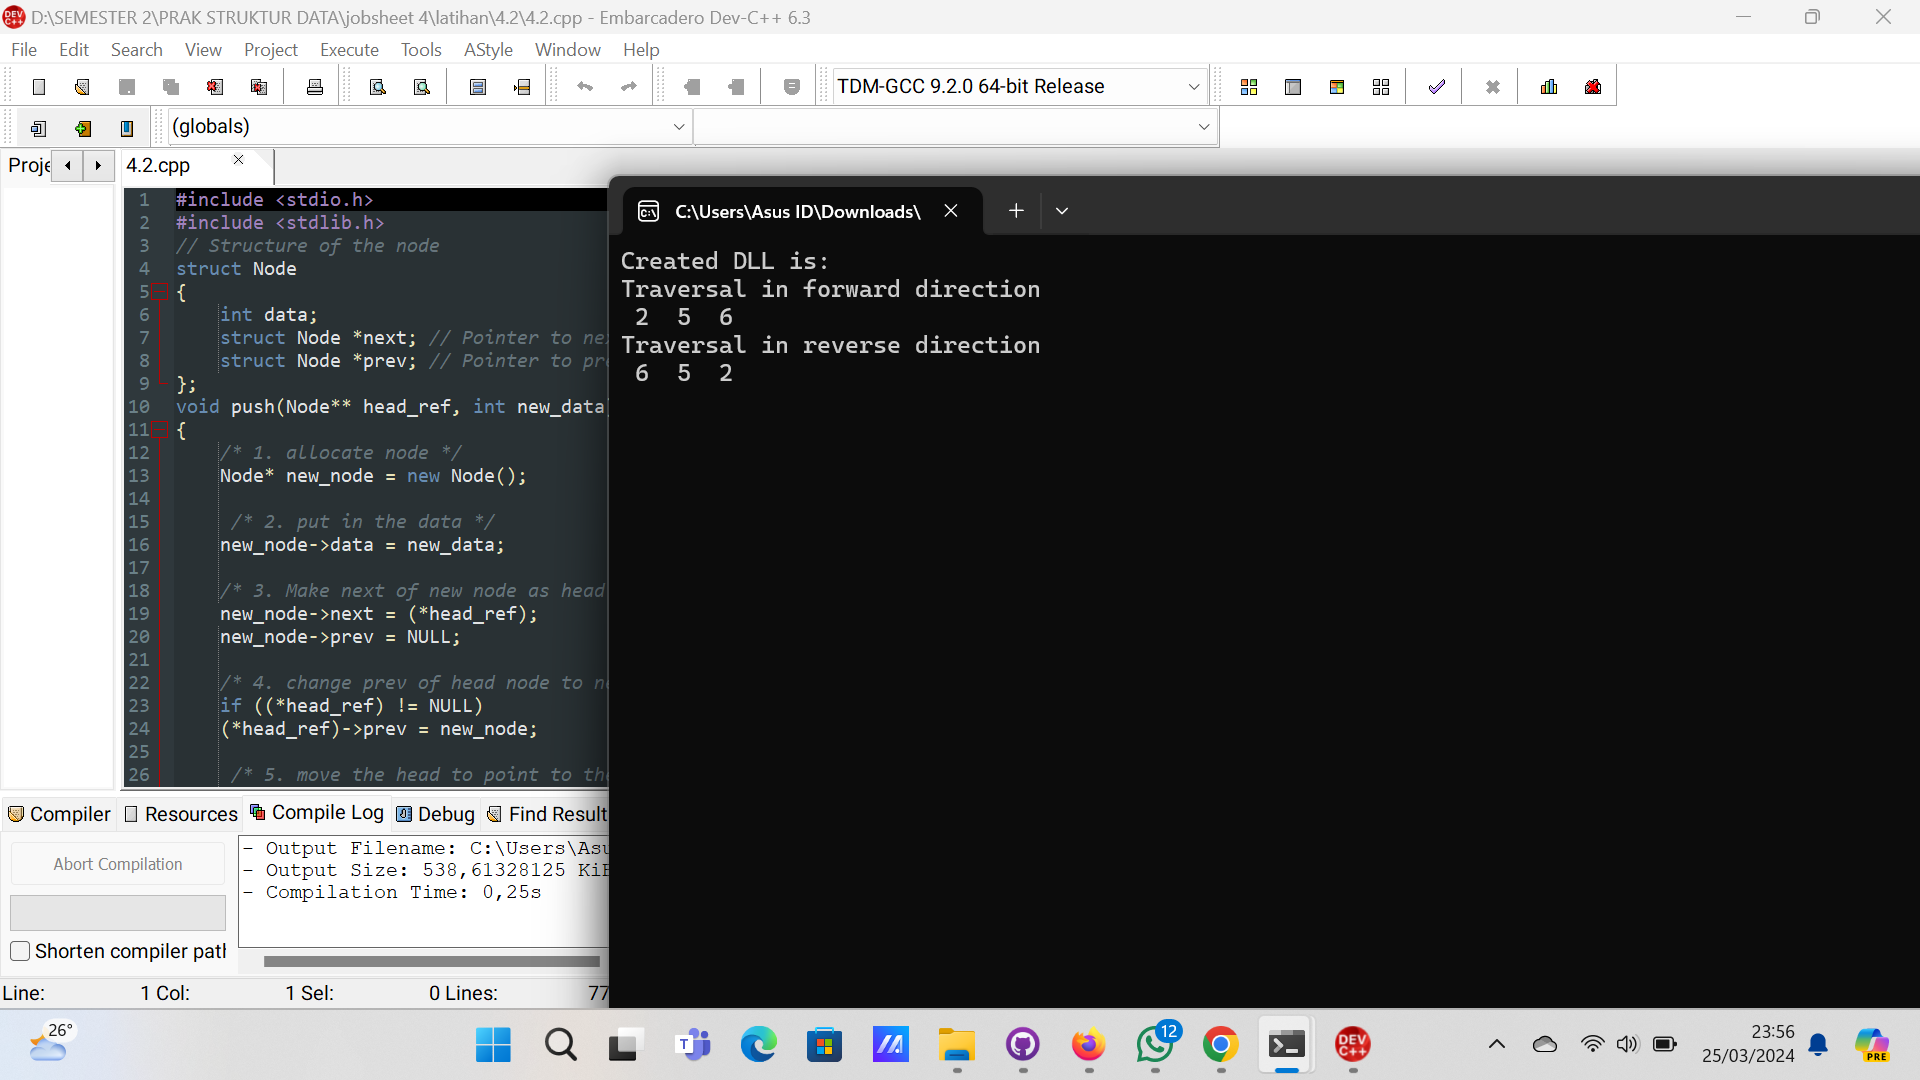 D:\SEMESTER 2\PRAK STRUKTUR DATA\jobsheet 4\latihan\4.2\4.2.cpp - Embarcadero Dev-C++ 6.3
File Edit Search View Project Execute Tools AStyle Window Help
TDM-GCC 9.2.0 64-bit Release
(globals)
Proje 4.2.cpp
1 #include <stdio.h>
2 #include <stdlib.h>
3 // Structure of the node
4 struct Node
5 {
6 int data;
7 struct Node *next; // Pointer to ne
8 struct Node *prev; // Pointer to pr
9 };
10 void push(Node** head_ref, int new_data)
11 {
12 /* 1. allocate node */
13 Node* new_node = new Node();
14
15 /* 2. put in the data */
16 new_node->data = new_data;
17
18 /* 3. Make next of new node as head
19 new_node->next = (*head_ref);
20 new_node->prev = NULL;
21
22 /* 4. change prev of head node to ne
23 if ((*head_ref) != NULL)
24 (*head_ref)->prev = new_node;
25
26 /* 5. move the head to point to the
C:\Users\Asus ID\Downloads\
Created DLL is:
Traversal in forward direction
2 5 6
Traversal in reverse direction
6 5 2
Compiler Resources Compile Log Debug Find Result
Abort Compilation
Shorten compiler path
- Output Filename: C:\Users\Asu
- Output Size: 538,61328125 KiB
- Compilation Time: 0,25s
Line: 1 Col: 1 Sel: 0 Lines: 77
26°
12
DEV C++
PRE
23:56
25/03/2024